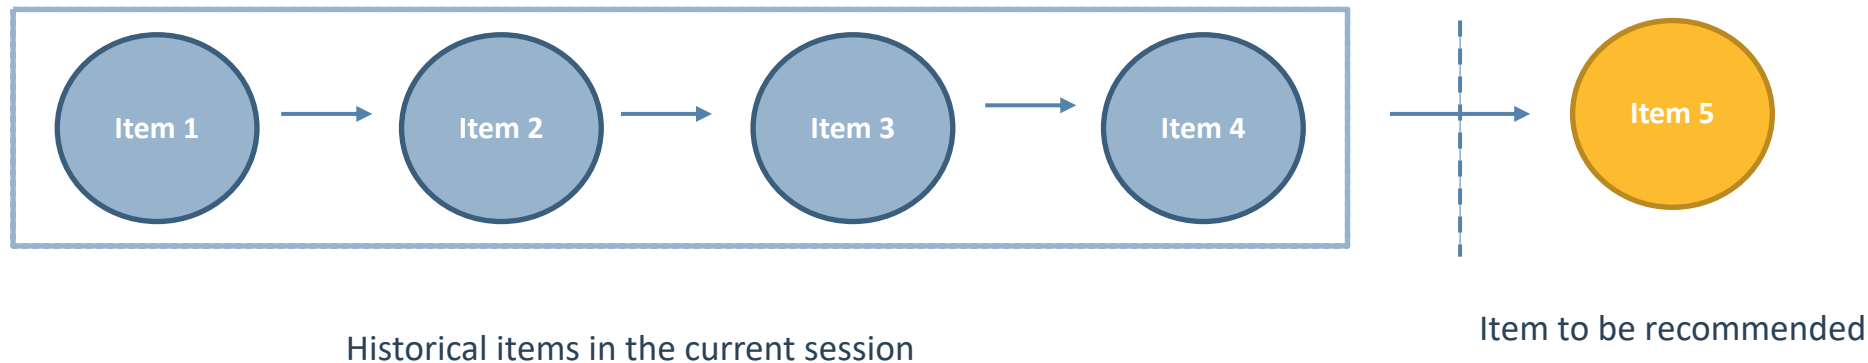 Item 1
Item 2
Item 3
Item 4
Item 5
Historical items in the current session
Item to be recommended